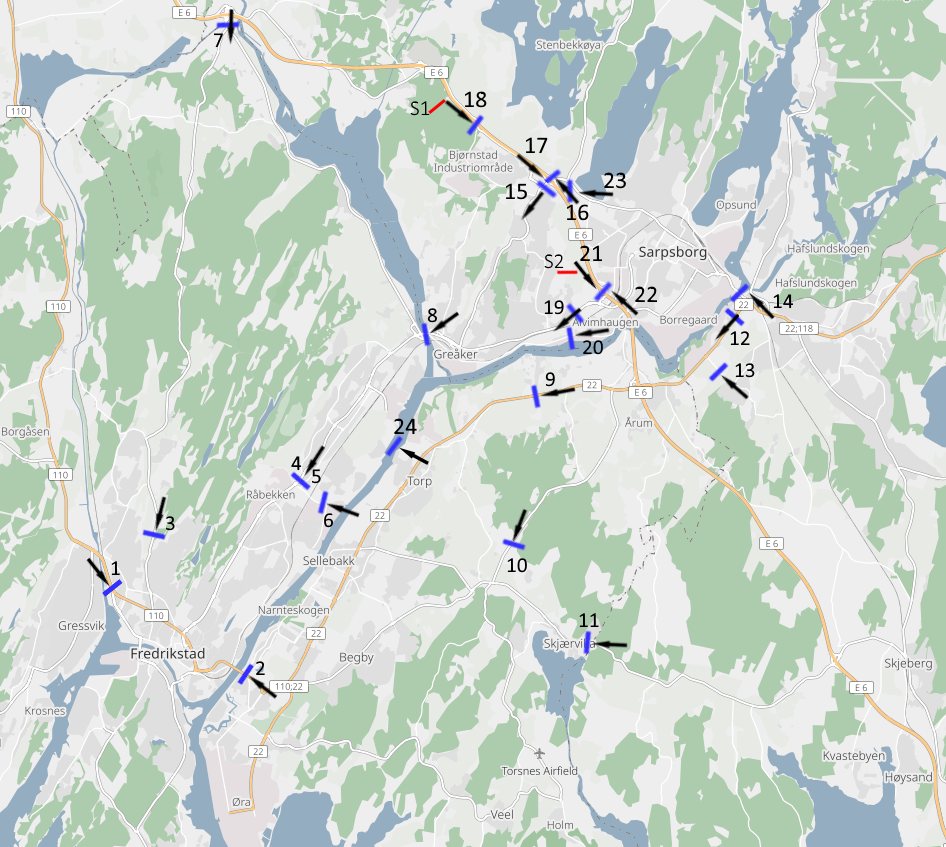 E 6
7
Stenbekkøya
E 6
S1
18
110
17
Bjørnstad
Industriområde
15
23
16
Opsund
E 6
21
Sarpsborg
Hafslundskogen
S2
Hafslundskogen
22
14
110
19
8
Alvimhaugen
Borregaard
22
22;118
12
20
Greåker
9
22
13
E 6
Borgåsen
24
Årum
110
4
5
Råbekken
Torp
3
6
22
E 6
10
Sellebakk
1
Narnteskogen
110
11
Gressvik
22
Skjærvika
Fredrikstad
Begby
Skjeberg
2
110;22
E 6
Krosnes
22
Kvastebyèn
Torsnes Airfield
Høysand
Øra
Veel
Holm